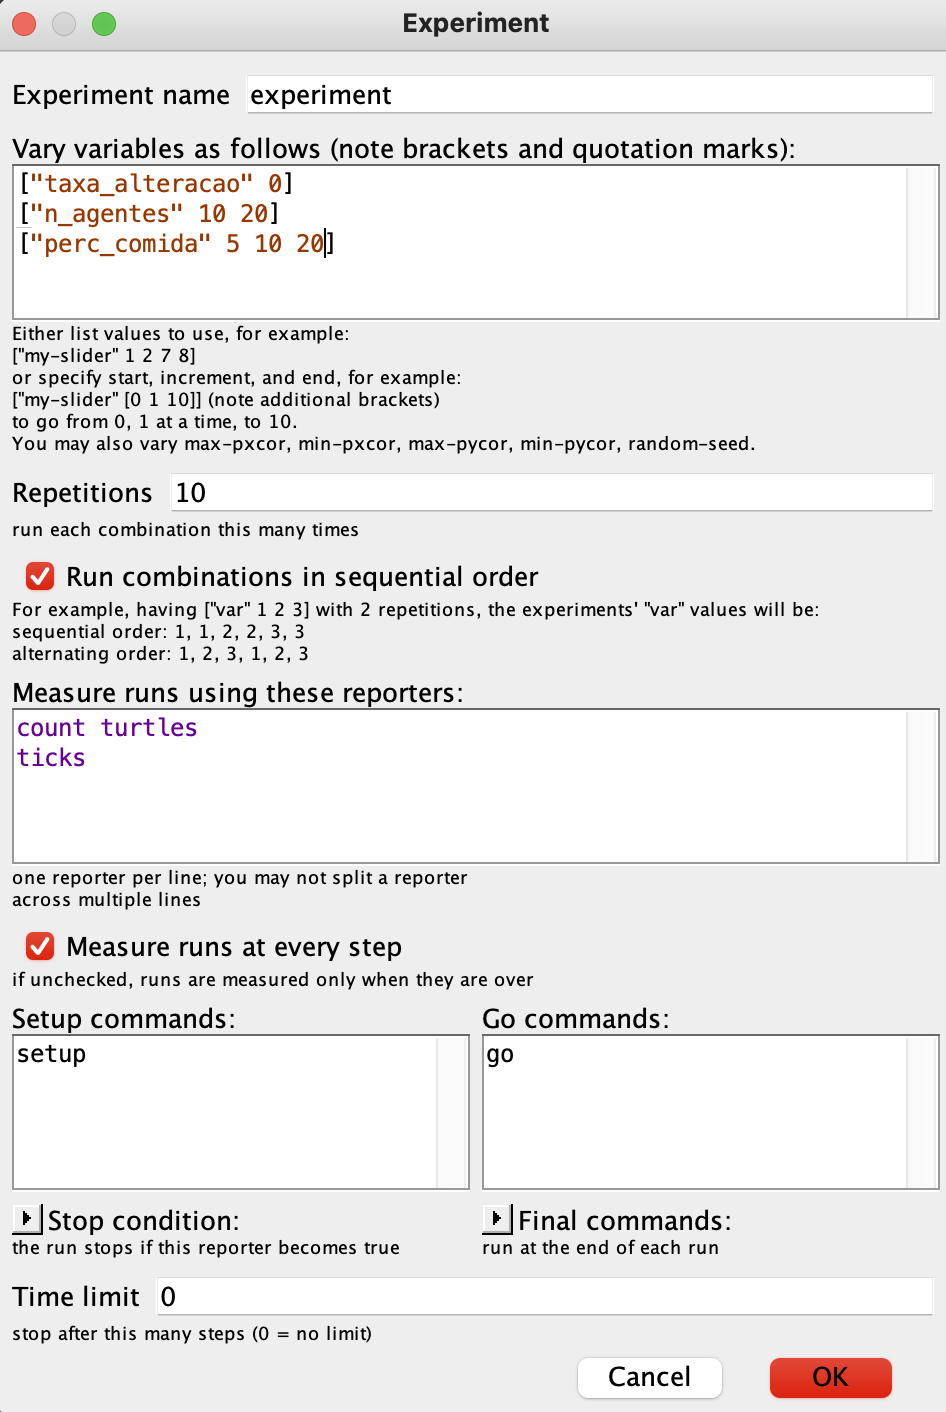 Experiment
Experiment name experiment
Vary variables as follows (note brackets and quotation marks):
["taxa_alteracao" 0]
["n_agentes" 10 20]
["perc_comida" 5 10 20]
Either list values to use, for example:
["my-slider" 1 2 7 8]
or specify start, increment, and end, for example:
["my-slider" [0 1 10]] (note additional brackets)
to go from 0, 1 at a time, to 10.
You may also vary max-pxcor, min-pxcor, max-pycor, min-pycor, random-seed.
Repetitions 10
run each combination this many times
Run combinations in sequential order
For example, having ["var" 1 2 3] with 2 repetitions, the experiments' "var" values will be:
sequential order: 1, 1, 2, 2, 3, 3
alternating order: 1, 2, 3, 1, 2, 3
Measure runs using these reporters:
count turtles
ticks
one reporter per line; you may not split a reporter
across multiple lines
Measure runs at every step
if unchecked, runs are measured only when they are over
Setup commands:
setup
Go commands:
go
Stop condition:
the run stops if this reporter becomes true
Final commands:
run at the end of each run
Time limit 0
stop after this many steps (0 = no limit)
Cancel
OK